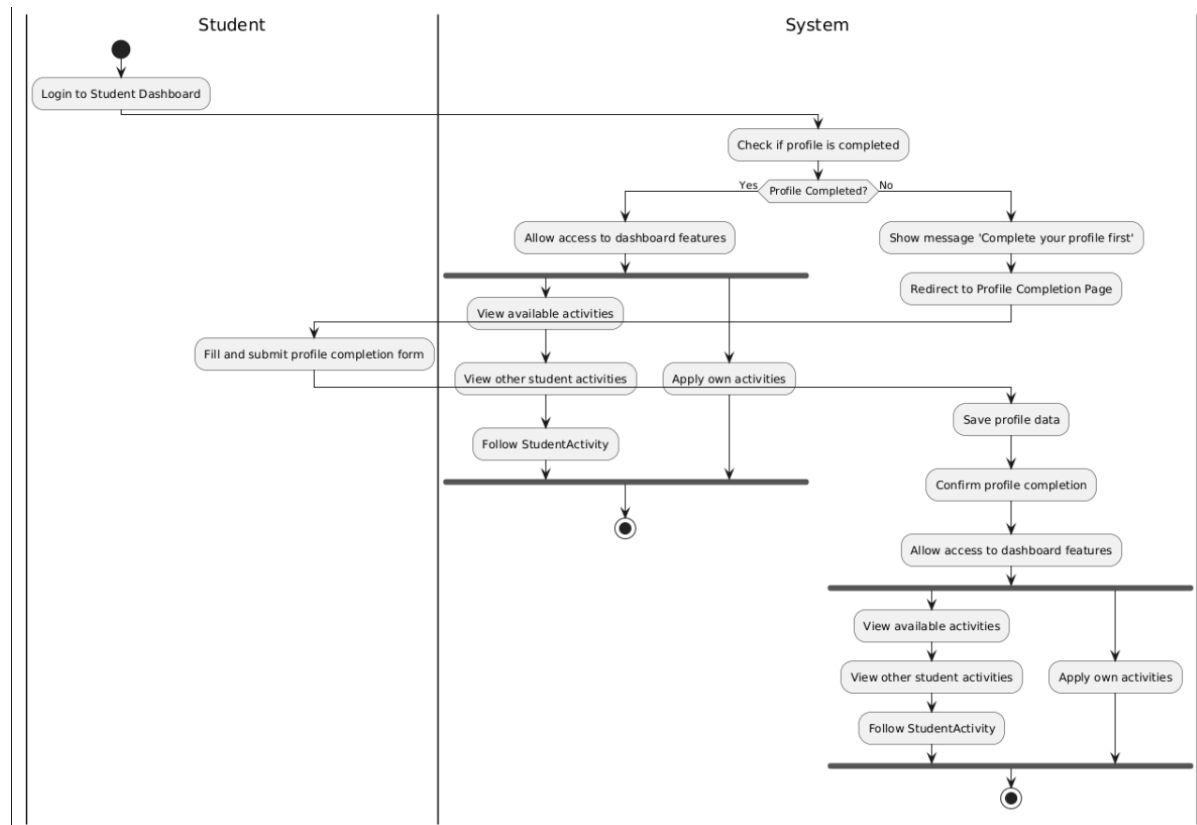 Student
System
Login to Student Dashboard
Check if profile is completed
Yes
Profile Completed?
No
Allow access to dashboard features
Show message 'Complete your profile first'
Redirect to Profile Completion Page
View available activities
Fill and submit profile completion form
View other student activities
Apply own activities
Save profile data
Follow StudentActivity
Confirm profile completion
Allow access to dashboard features
View available activities
View other student activities
Apply own activities
Follow StudentActivity